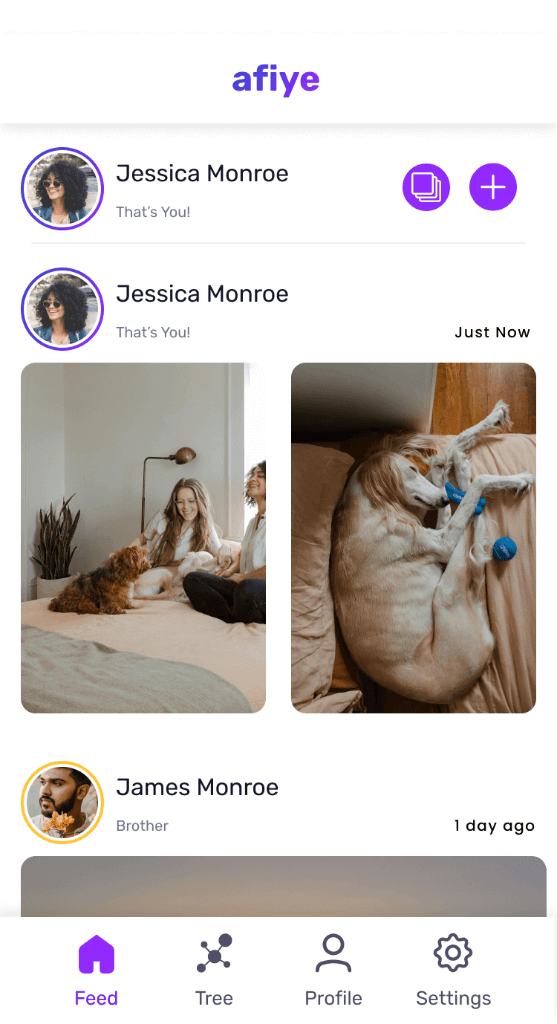 afiye
Jessica Monroe
That's You!
Jessica Monroe
That's You!
Just Now
James Monroe
Brother
1 day ago
Feed
Tree
Profile
Settings